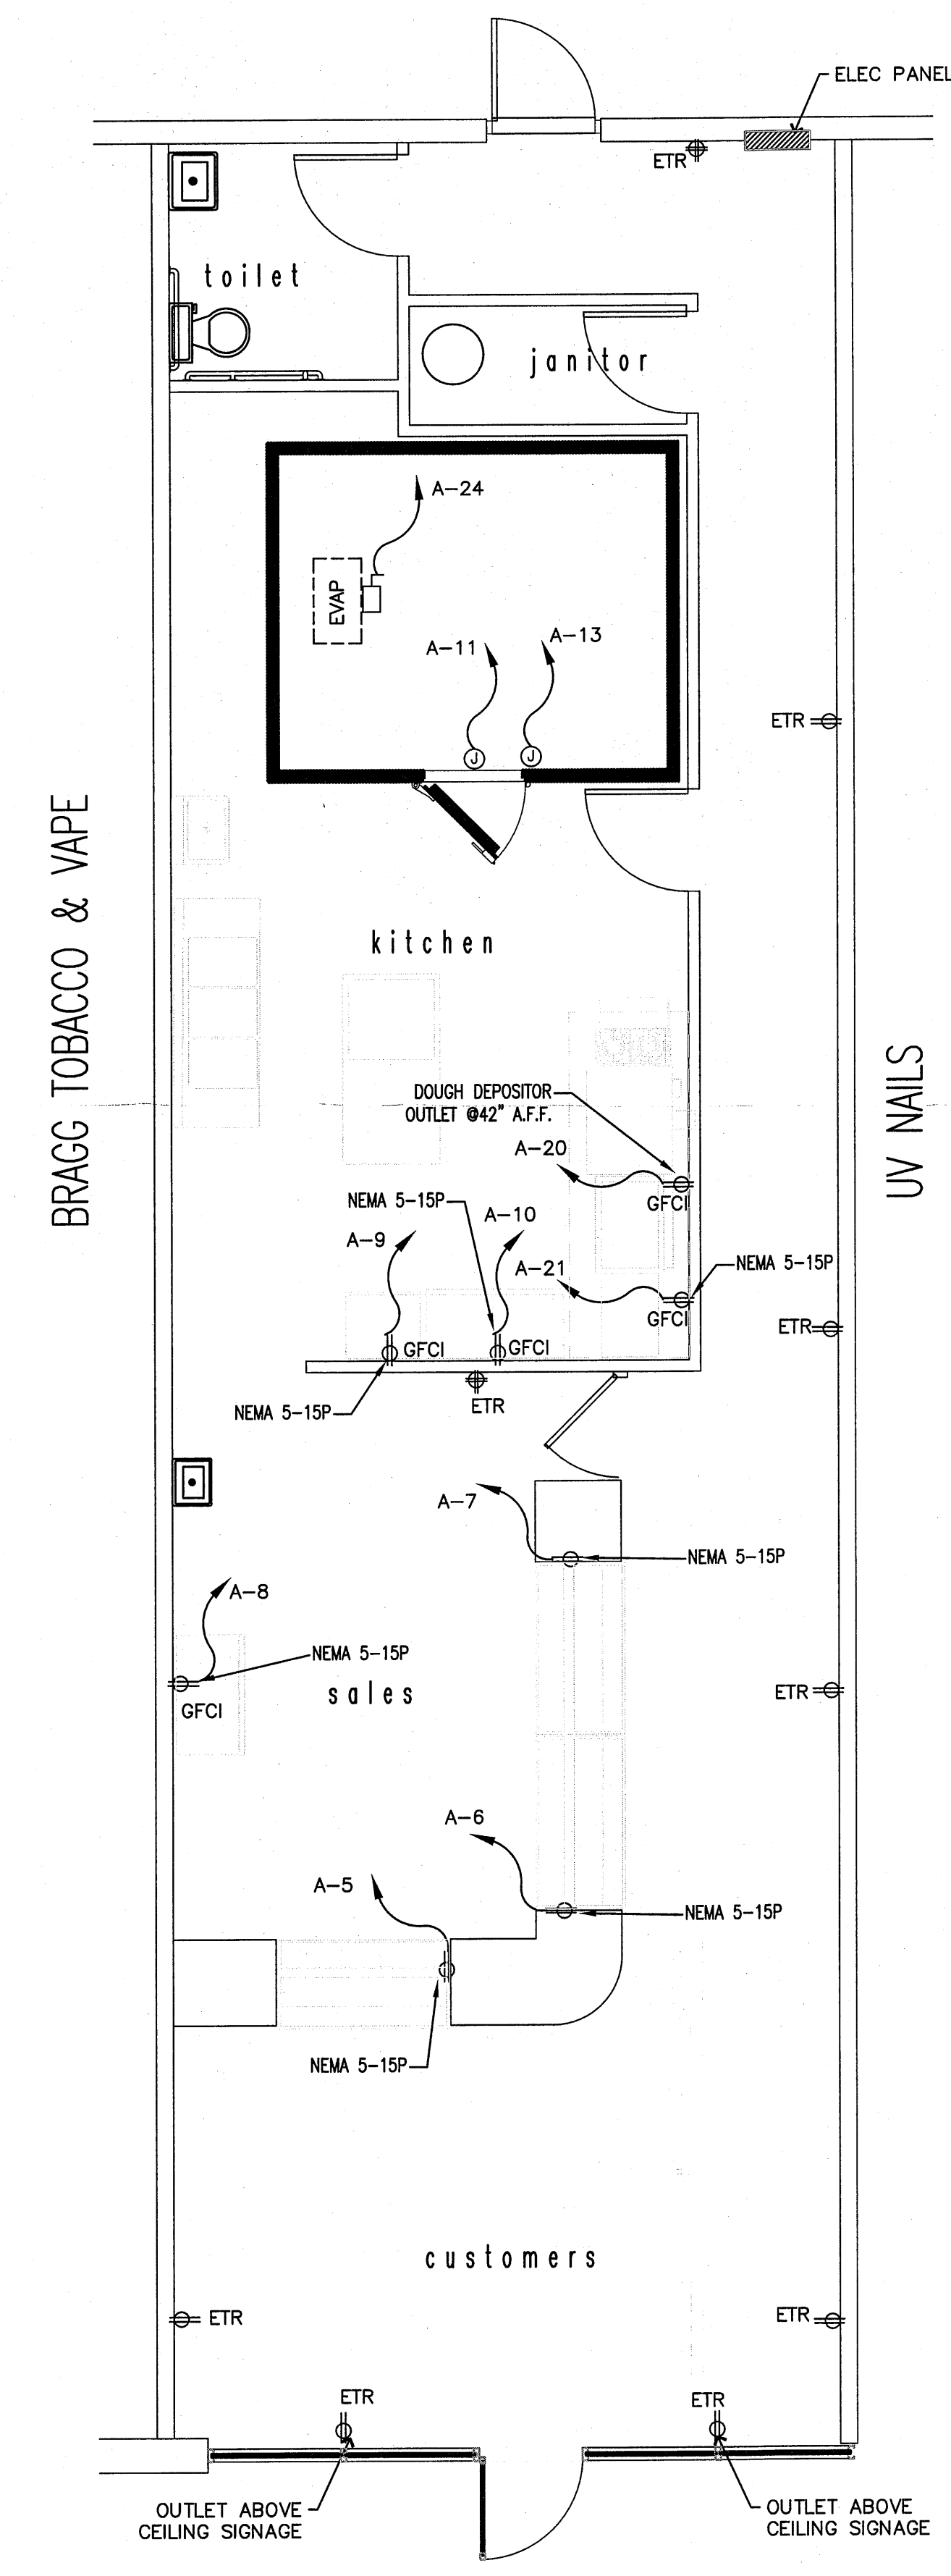 ELEC PANEL
ETR
toilet
janitor
A-24
EVAP
A-11
A-13
J
J
ETR
BRAGG TOBACCO & VAPE
kitchen
UV NAILS
DOUGH DEPOSITOR
OUTLET @42" A.F.F.
A-20
GFCI
NEMA 5-15P
A-10
A-9
A-21
NEMA 5-15P
GFCI
GFCI
GFCI
ETR
ETR
NEMA 5-15P
A-7
NEMA 5-15P
A-8
NEMA 5-15P
sales
GFCI
ETR
A-6
A-5
NEMA 5-15P
NEMA 5-15P
customers
ETR
ETR
ETR
ETR
OUTLET ABOVE
CEILING SIGNAGE
OUTLET ABOVE
CEILING SIGNAGE